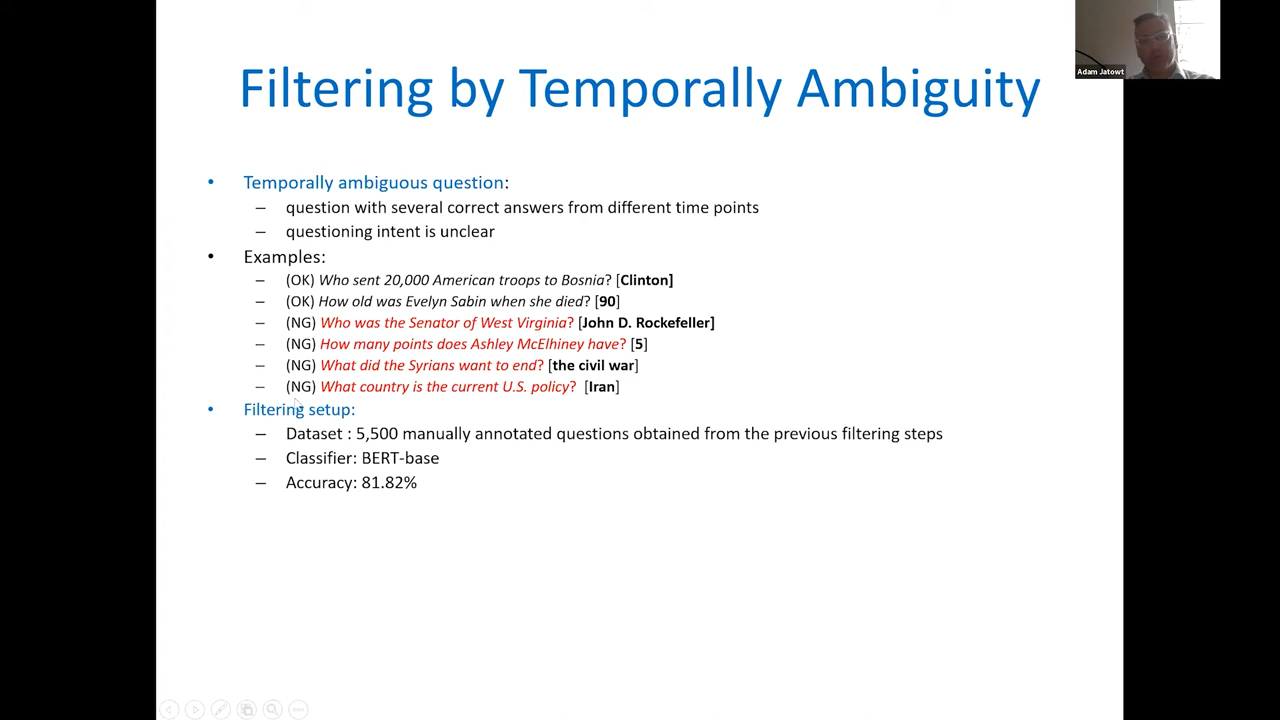 Adam Jatowt
Filtering by Temporally Ambiguity
• Temporally ambiguous question:
– question with several correct answers from different time points
– questioning intent is unclear
• Examples:
– (OK) Who sent 20,000 American troops to Bosnia? [Clinton]
– (OK) How old was Evelyn Sabin when she died? [90]
– (NG) Who was the Senator of West Virginia? [John D. Rockefeller]
– (NG) How many points does Ashley McElhiney have? [5]
– (NG) What did the Syrians want to end? [the civil war]
– (NG) What country is the current U.S. policy? [Iran]
• Filtering setup:
– Dataset : 5,500 manually annotated questions obtained from the previous filtering steps
– Classifier: BERT-base
– Accuracy: 81.82%